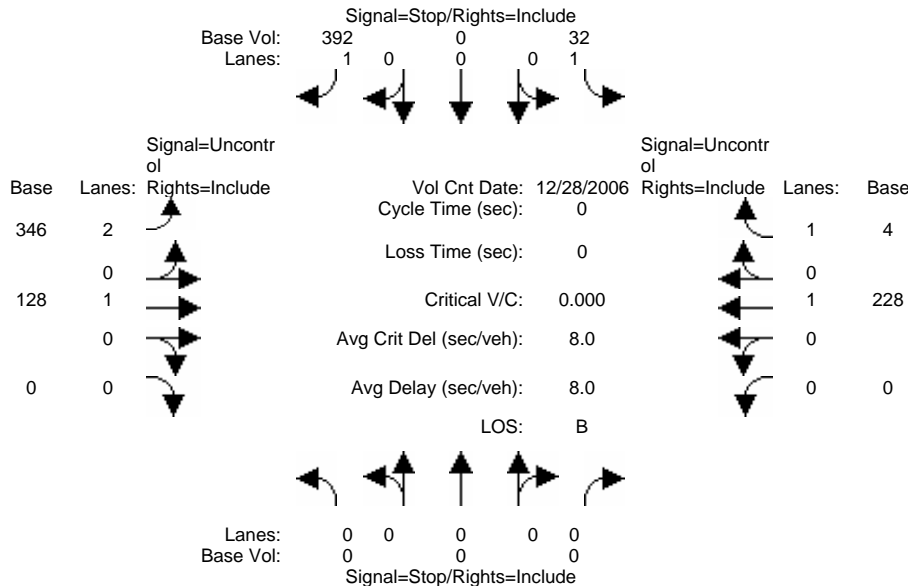 Signal=Stop/Rights=Include
Base Vol: 392 0 32
Lanes: 1 0 0 0 1
Signal=Uncontr
ol
Rights=Include
Signal=Uncontr
ol
Rights=Include
Base Lanes: Vol Cnt Date: 12/28/2006 Lanes: Base
Cycle Time (sec): 0
346 2 1 4
Loss Time (sec): 0
0 0
128 1 Critical V/C: 0.000 1 228
0 Avg Crit Del (sec/veh): 8.0 0
0 0 Avg Delay (sec/veh): 8.0 0 0
LOS: B
Lanes: 0 0 0 0 0
Base Vol: 0 0 0
Signal=Stop/Rights=Include